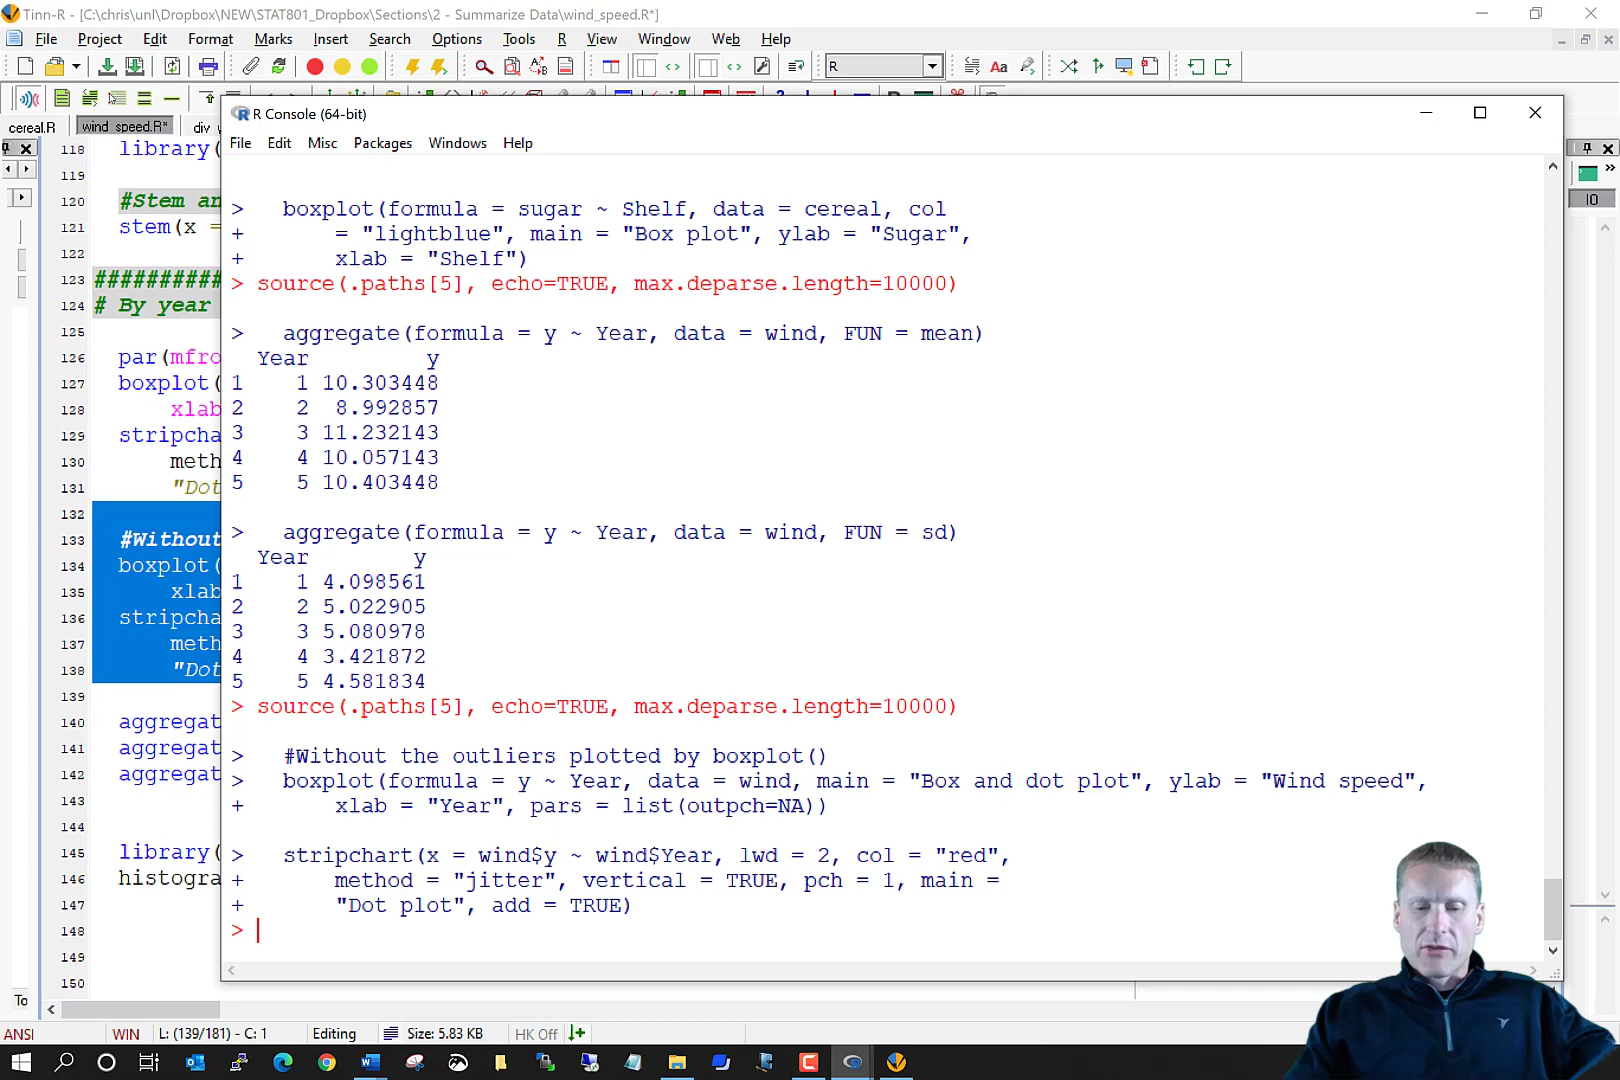 Tinn-R - [C:\chris\unl\Dropbox\NEW\STAT801_Dropbox\Sections\2 - Summarize Data\wind_speed.R*]
File Project Edit Format Marks Insert Search Options Tools R View Window Web Help
R
cereal.R wind_speed.R* div_
R Console (64-bit)
File Edit Misc Packages Windows Help
118 library(
119
120 #Stem an
121 stem(x =
122
123 ##########
124 # By year
125
126 par(mfro
127 boxplot(
128 xlab
129 stripcha
130 meth
131 "Dot
132
133 #Without
134 boxplot(
135 xlab
136 stripcha
137 meth
138 "Dot
139
140 aggregat
141 aggregat
142 aggregat
143
144
145 library(
146 histogra
147
148
149
150
> boxplot(formula = sugar ~ Shelf, data = cereal, col
+ = "lightblue", main = "Box plot", ylab = "Sugar",
+ xlab = "Shelf")
> source(.paths[5], echo=TRUE, max.deparse.length=10000)
> aggregate(formula = y ~ Year, data = wind, FUN = mean)
Year y
1 1 10.303448
2 2 8.992857
3 3 11.232143
4 4 10.057143
5 5 10.403448
> aggregate(formula = y ~ Year, data = wind, FUN = sd)
Year y
1 1 4.098561
2 2 5.022905
3 3 5.080978
4 4 3.421872
5 5 4.581834
> source(.paths[5], echo=TRUE, max.deparse.length=10000)
> #Without the outliers plotted by boxplot()
> boxplot(formula = y ~ Year, data = wind, main = "Box and dot plot", ylab = "Wind speed",
+ xlab = "Year", pars = list(outpch=NA))
> stripchart(x = wind$y ~ wind$Year, lwd = 2, col = "red",
+ method = "jitter", vertical = TRUE, pch = 1, main =
+ "Dot plot", add = TRUE)
>
To
ANSI WIN L: (139/181) - C: 1 Editing Size: 5.83 KB HK Off